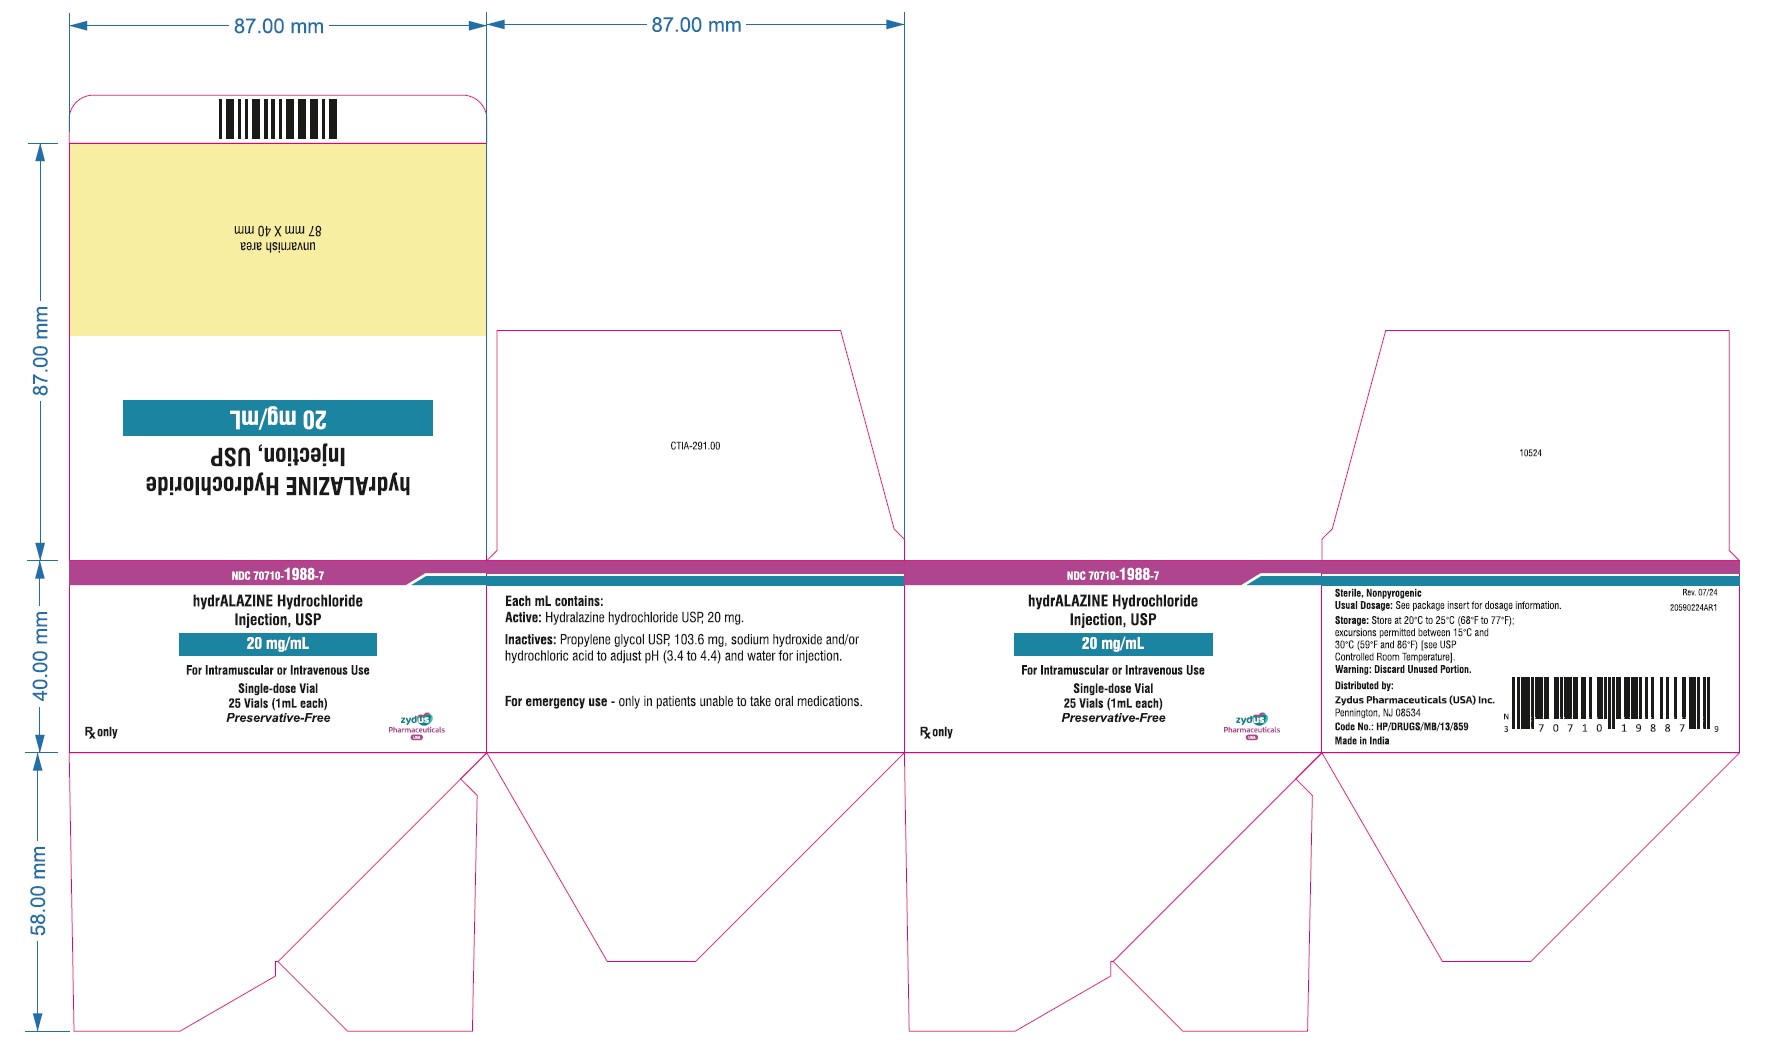 87.00 mm
87.00 mm
87.00 mm
40.00 mm
58.00 mm
unvarnish area
87 mm X 40 mm
hydrALAZINE Hydrochloride
Injection, USP
20 mg/mL
CTIA-291.00
10524
NDC 70710-1988-7
hydrALAZINE Hydrochloride
Injection, USP
20 mg/mL
For Intramuscular or Intravenous Use
Single-dose Vial
25 Vials (1mL each)
Preservative-Free
Rx only
zydus
Pharmaceuticals
USA
Each mL contains:
Active: Hydralazine hydrochloride USP, 20 mg.
Inactives: Propylene glycol USP, 103.6 mg, sodium hydroxide and/or
hydrochloric acid to adjust pH (3.4 to 4.4) and water for injection.
For emergency use - only in patients unable to take oral medications.
NDC 70710-1988-7
hydrALAZINE Hydrochloride
Injection, USP
20 mg/mL
For Intramuscular or Intravenous Use
Single-dose Vial
25 Vials (1mL each)
Preservative-Free
Rx only
zydus
Pharmaceuticals
USA
Sterile, Nonpyrogenic
Usual Dosage: See package insert for dosage information.
Storage: Store at 20°C to 25°C (68°F to 77°F);
excursions permitted between 15°C and
30°C (59°F and 86°F) [see USP
Controlled Room Temperature].
Warning: Discard Unused Portion.
Distributed by:
Zydus Pharmaceuticals (USA) Inc.
Pennington, NJ 08534
Code No.: HP/DRUGS/MB/13/859
Made in India
Rev. 07/24
20590224AR1
N
3 70710 19887 9